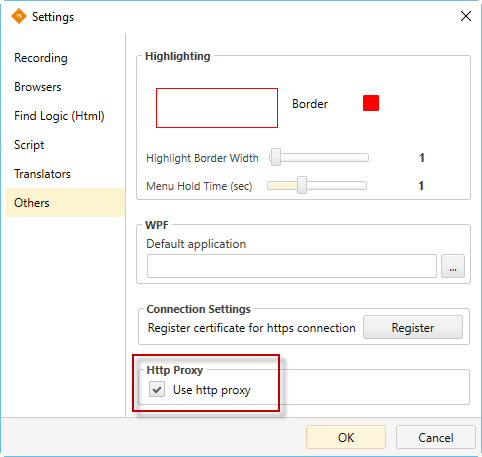 Settings
Recording
Browsers
Find Logic (Html)
Script
Translators
Others
Highlighting
Border
Highlight Border Width 1
Menu Hold Time (sec) 1
WPF
Default application
...
Connection Settings
Register certificate for https connection Register
Http Proxy
Use http proxy
OK Cancel